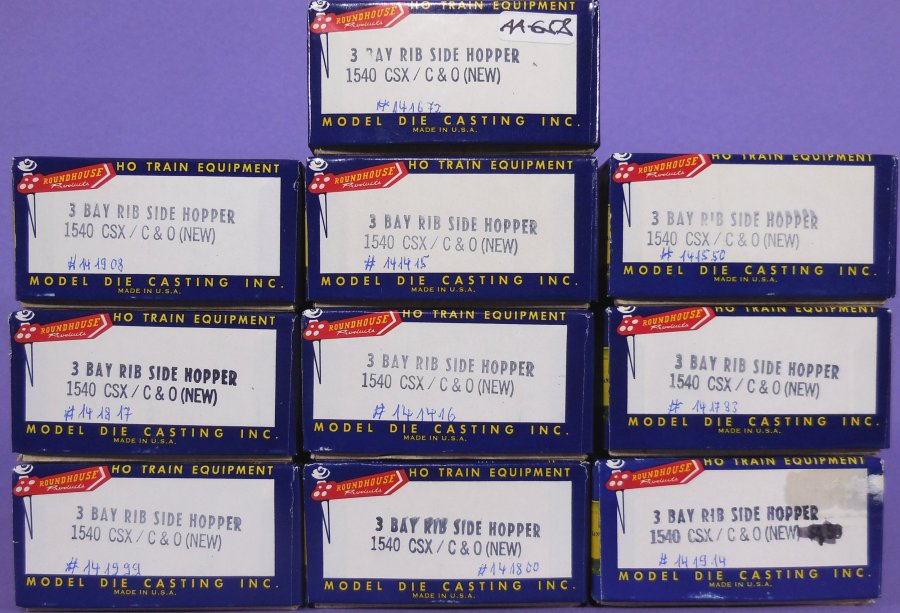 ROUNDHOUSE Products
HO TRAIN EQUIPMENT
AA-658
3 BAY RIB SIDE HOPPER
1540 CSX / C & O (NEW)
MODEL DIE CASTING INC.
MADE IN U.S.A.
ROUNDHOUSE Products
HO TRAIN EQUIPMENT
3 BAY RIB SIDE HOPPER
1540 CSX / C & O (NEW)
#141908
MODEL DIE CASTING INC.
MADE IN U.S.A.
ROUNDHOUSE Products
HO TRAIN EQUIPMENT
3 BAY RIB SIDE HOPPER
1540 CSX / C & O (NEW)
#141415
MODEL DIE CASTING INC.
MADE IN U.S.A.
ROUNDHOUSE Products
HO TRAIN EQUIPMENT
3 BAY RIB SIDE HOPPER
1540 CSX / C & O (NEW)
#141550
MODEL DIE CASTING INC.
MADE IN U.S.A.
ROUNDHOUSE Products
HO TRAIN EQUIPMENT
3 BAY RIB SIDE HOPPER
1540 CSX / C & O (NEW)
#141817
MODEL DIE CASTING INC.
MADE IN U.S.A.
ROUNDHOUSE Products
HO TRAIN EQUIPMENT
3 BAY RIB SIDE HOPPER
1540 CSX / C & O (NEW)
#141416
MODEL DIE CASTING INC.
MADE IN U.S.A.
ROUNDHOUSE Products
HO TRAIN EQUIPMENT
3 BAY RIB SIDE HOPPER
1540 CSX / C & O (NEW)
#141783
MODEL DIE CASTING INC.
MADE IN U.S.A.
ROUNDHOUSE Products
HO TRAIN EQUIPMENT
3 BAY RIB SIDE HOPPER
1540 CSX / C & O (NEW)
#141999
MODEL DIE CASTING INC.
MADE IN U.S.A.
ROUNDHOUSE Products
HO TRAIN EQUIPMENT
3 BAY RIB SIDE HOPPER
1540 CSX / C & O (NEW)
#141800
MODEL DIE CASTING INC.
MADE IN U.S.A.
ROUNDHOUSE Products
HO TRAIN EQUIPMENT
3 BAY RIB SIDE HOPPER
1540 CSX / C & O (NEW)
#141914
MODEL DIE CASTING INC.
MADE IN U.S.A.